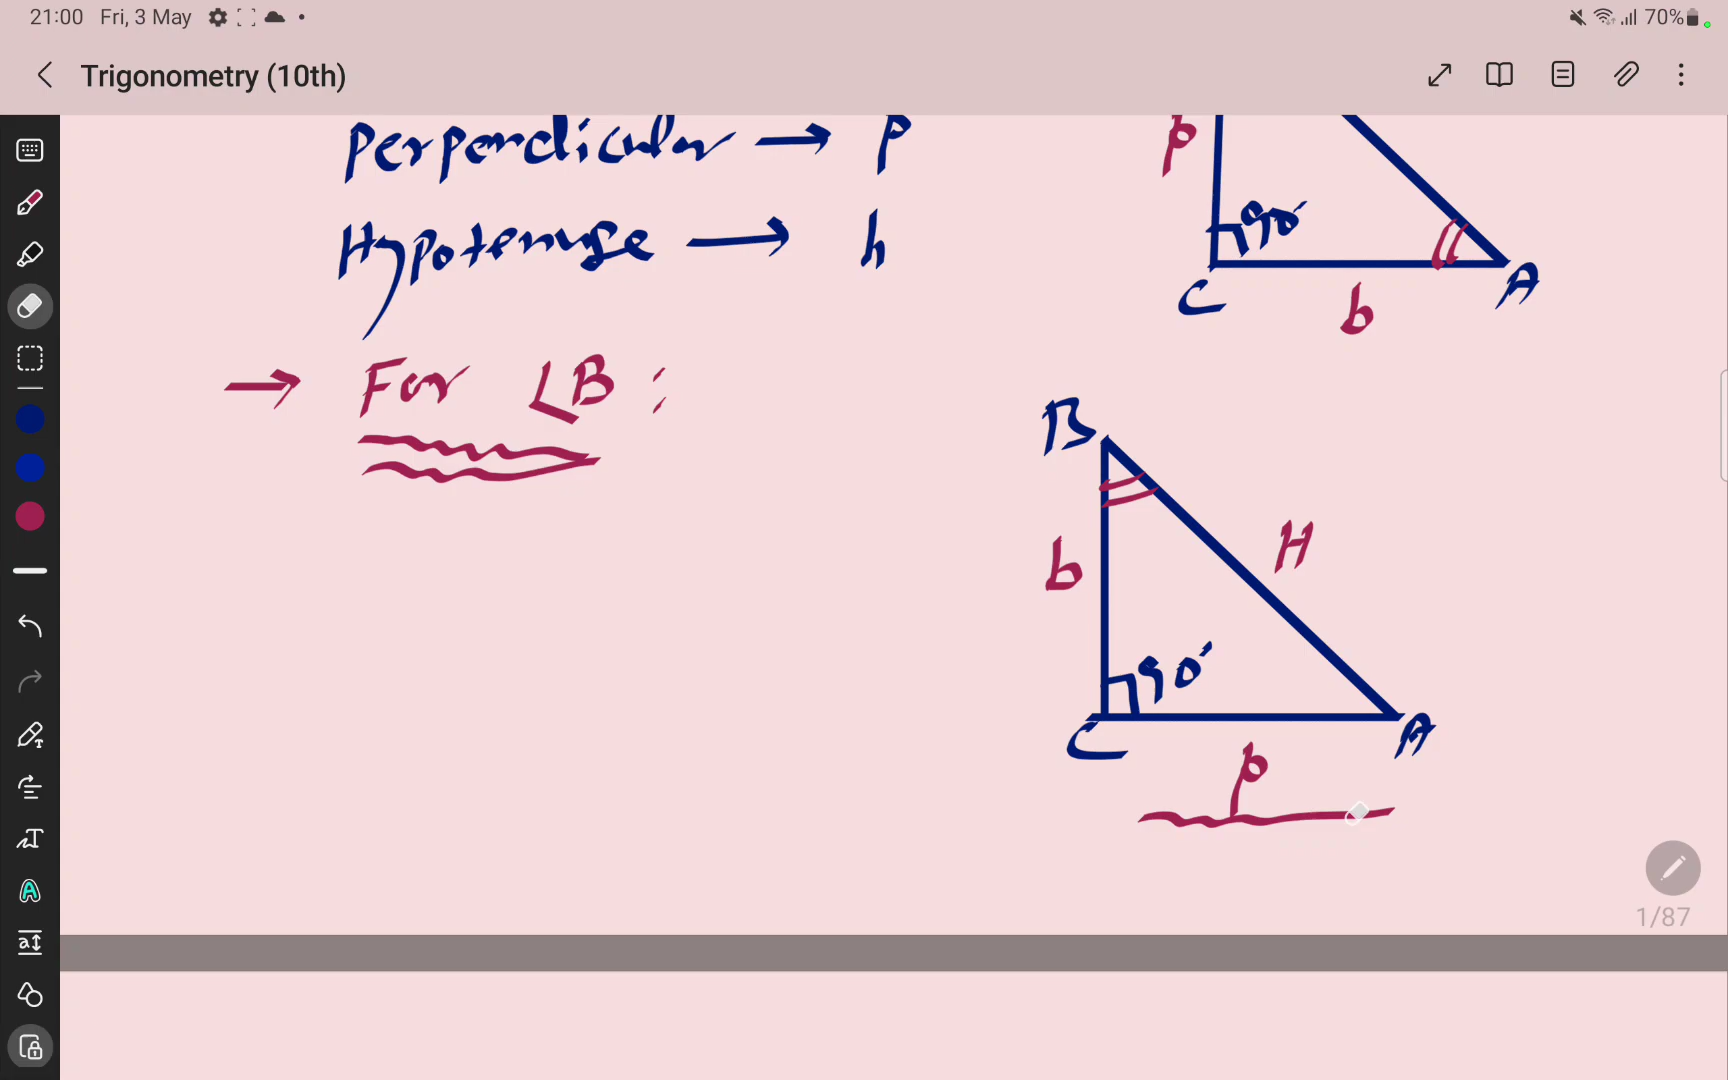 21:00 Fri, 3 May
70%
Trigonometry (10th)
Perpendicular → p
Hypotenuse → h
p
90°
C
A
b
→ For ∠B :
B
b
H
90°
C
A
p
1/87